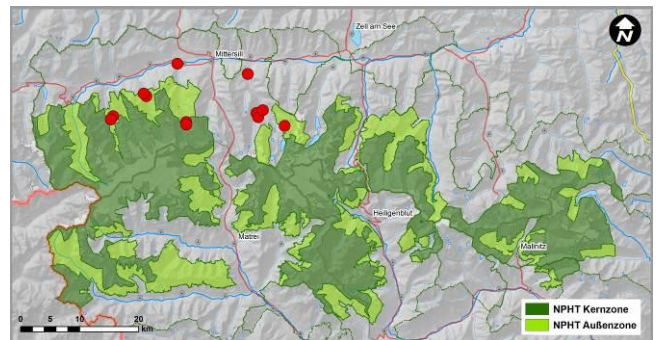 Zell am See
N
Mittersill
Heiligenblut
Matrei
Mallnitz
NPHT Kernzone
NPHT Außenzone
0 5 10 20
km